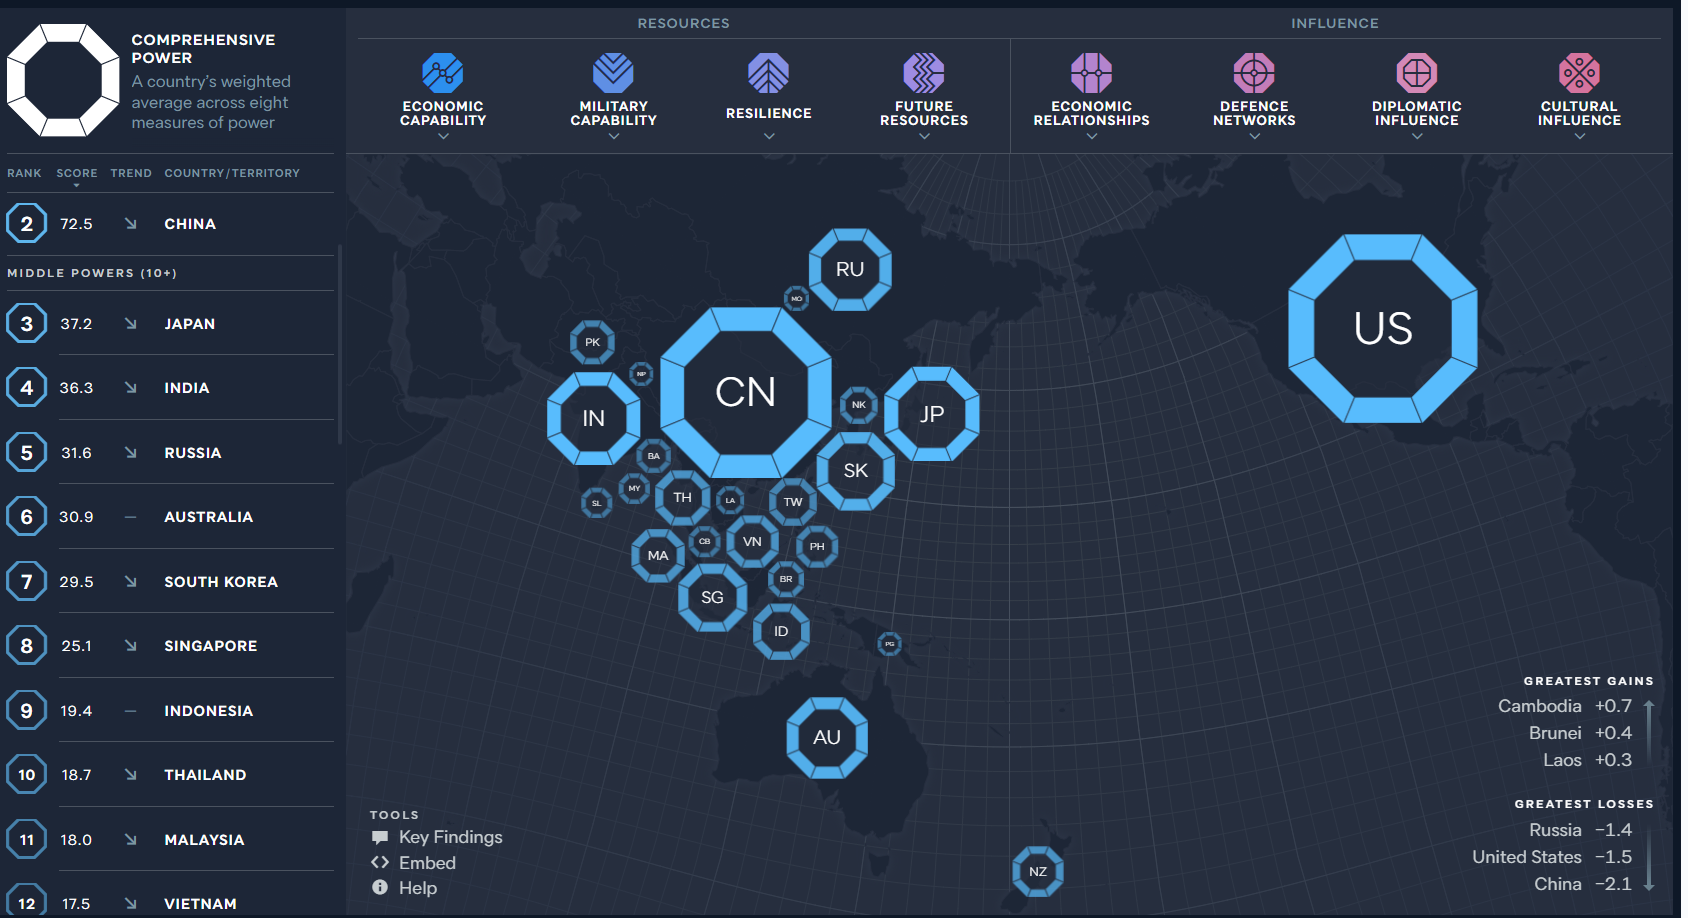 COMPREHENSIVE
POWER
A country's weighted
average across eight
measures of power
RANK SCORE TREND COUNTRY/TERRITORY
2 72.5 CHINA
MIDDLE POWERS (10+)
3 37.2 JAPAN
4 36.3 INDIA
5 31.6 RUSSIA
6 30.9 — AUSTRALIA
7 29.5 SOUTH KOREA
8 25.1 SINGAPORE
9 19.4 — INDONESIA
10 18.7 THAILAND
11 18.0 MALAYSIA
12 17.5 VIETNAM
RESOURCES
INFLUENCE
ECONOMIC
CAPABILITY
MILITARY
CAPABILITY
RESILIENCE
FUTURE
RESOURCES
ECONOMIC
RELATIONSHIPS
DEFENCE
NETWORKS
DIPLOMATIC
INFLUENCE
CULTURAL
INFLUENCE
RU
MO
US
PK
NP
CN
IN
NK
JP
BA
SK
MY
SL
TH
LA
TW
CB
VN
PH
MA
BR
SG
ID
PG
AU
NZ
TOOLS
Key Findings
Embed
Help
GREATEST GAINS
Cambodia +0.7
Brunei +0.4
Laos +0.3
GREATEST LOSSES
Russia −1.4
United States −1.5
China −2.1